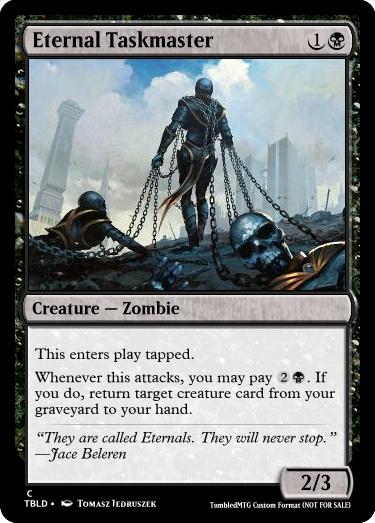 Eternal Taskmaster 1
Creature — Zombie
This enters play tapped.
Whenever this attacks, you may pay 2 . If
you do, return target creature card from your
graveyard to your hand.
“They are called Eternals. They will never stop.”
—Jace Beleren
2/3
C
TBLD • Tomasz Jedruszek
TumbledMTG Custom Format (NOT FOR SALE)